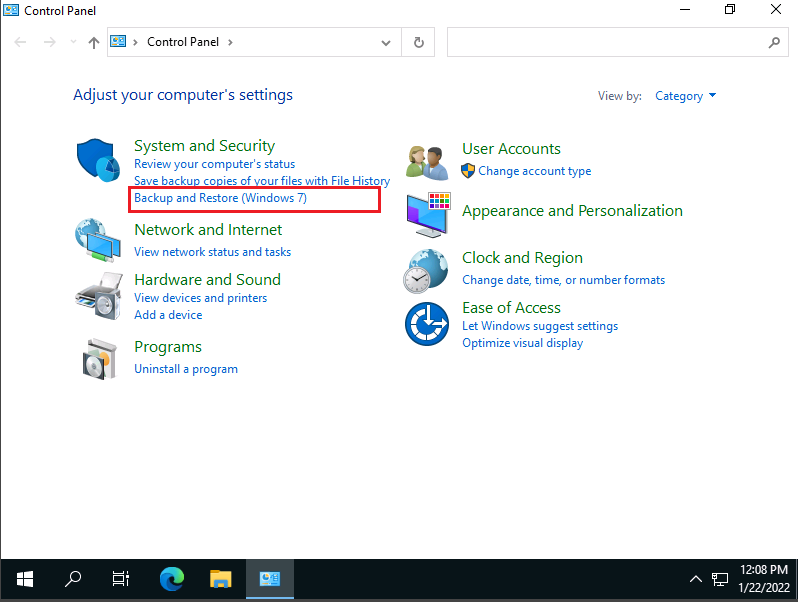 Control Panel
Control Panel
Adjust your computer's settings
View by: Category
System and Security
Review your computer's status
Save backup copies of your files with File History
Backup and Restore (Windows 7)
Network and Internet
View network status and tasks
Hardware and Sound
View devices and printers
Add a device
Programs
Uninstall a program
User Accounts
Change account type
Appearance and Personalization
Clock and Region
Change date, time, or number formats
Ease of Access
Let Windows suggest settings
Optimize visual display
12:08 PM
1/22/2022